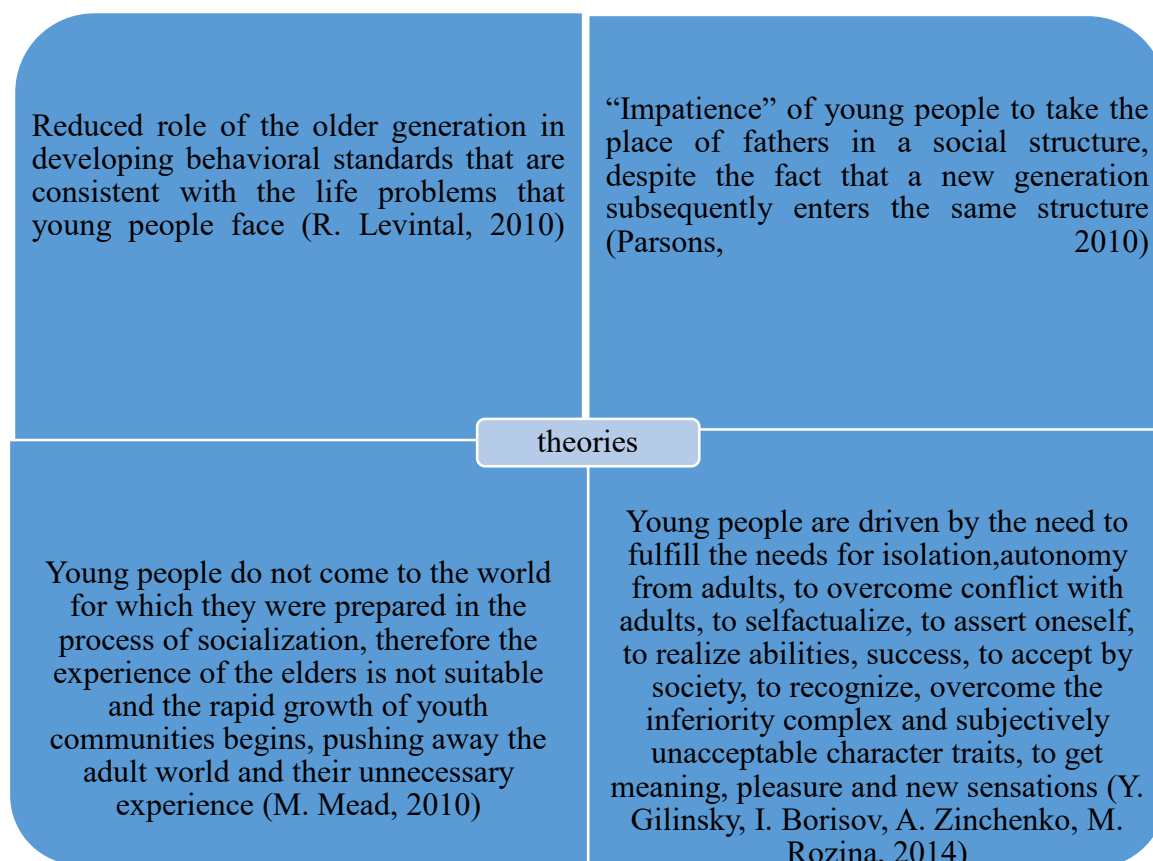 Reduced role of the older generation in
developing behavioral standards that are
consistent with the life problems that
young people face (R. Levintal, 2010)
“Impatience” of young people to take the
place of fathers in a social structure,
despite the fact that a new generation
subsequently enters the same structure
(Parsons, 2010)
theories
Young people do not come to the world
for which they were prepared in the
process of socialization, therefore the
experience of the elders is not suitable
and the rapid growth of youth
communities begins, pushing away the
adult world and their unnecessary
experience (M. Mead, 2010)
Young people are driven by the need to
fulfill the needs for isolation,autonomy
from adults, to overcome conflict with
adults, to selfactualize, to assert oneself,
to realize abilities, success, to accept by
society, to recognize, overcome the
inferiority complex and subjectively
unacceptable character traits, to get
meaning, pleasure and new sensations (Y.
Gilinsky, I. Borisov, A. Zinchenko, M.
Rozina, 2014)